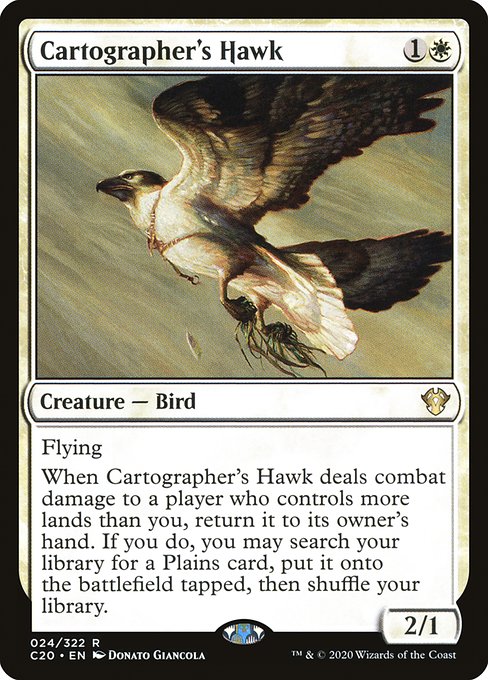 Cartographer's Hawk 1
Creature — Bird
Flying
When Cartographer's Hawk deals combat
damage to a player who controls more
lands than you, return it to its owner's
hand. If you do, you may search your
library for a Plains card, put it onto
the battlefield tapped, then shuffle your
library.
2/1
024/322 R
C20 • EN Donato Giancola
™ & © 2020 Wizards of the Coast